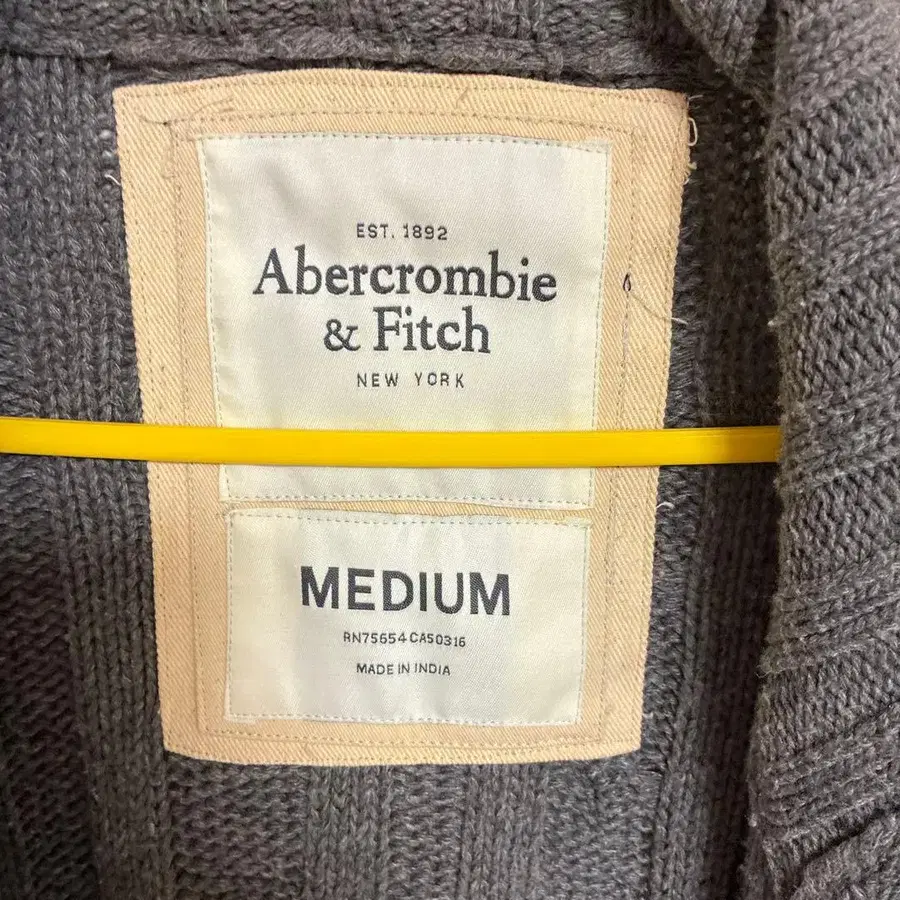 EST. 1892
Abercrombie
& Fitch
NEW YORK
MEDIUM
RN75654 CA50316
MADE IN INDIA